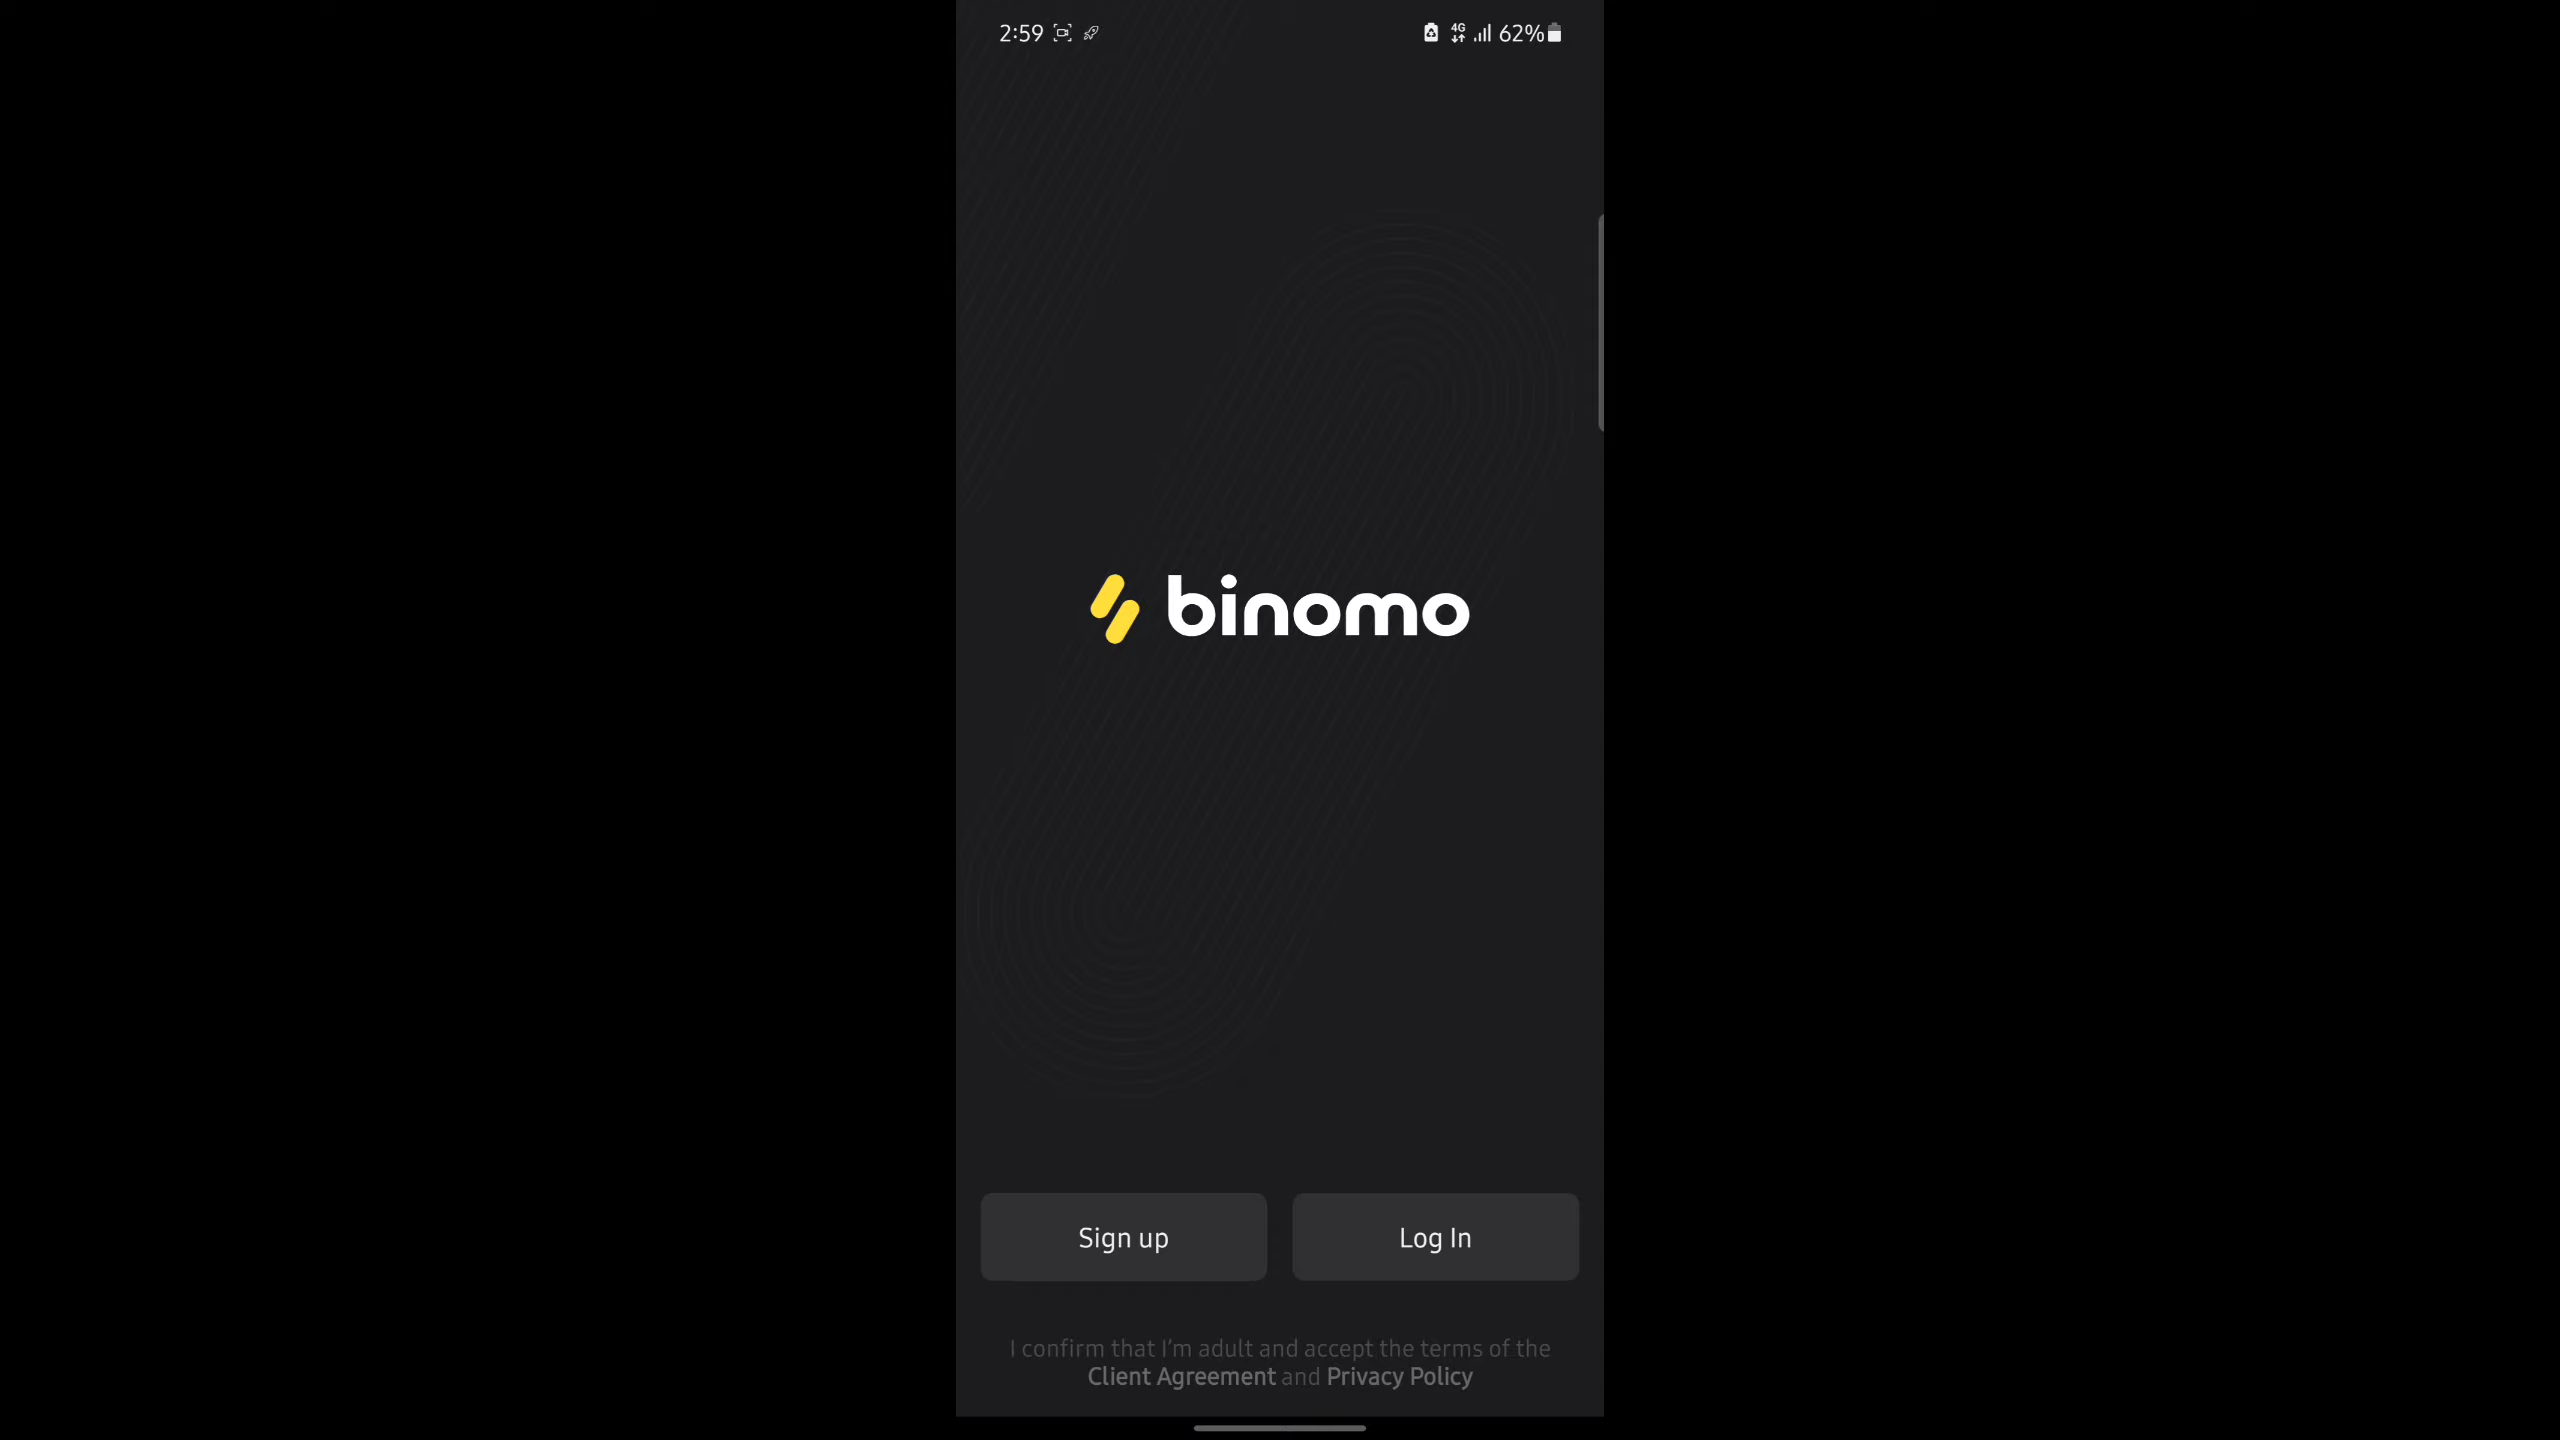 2:59
4G 62%
binomo
Sign up
Log In
I confirm that I'm adult and accept the terms of the
Client Agreement and Privacy Policy